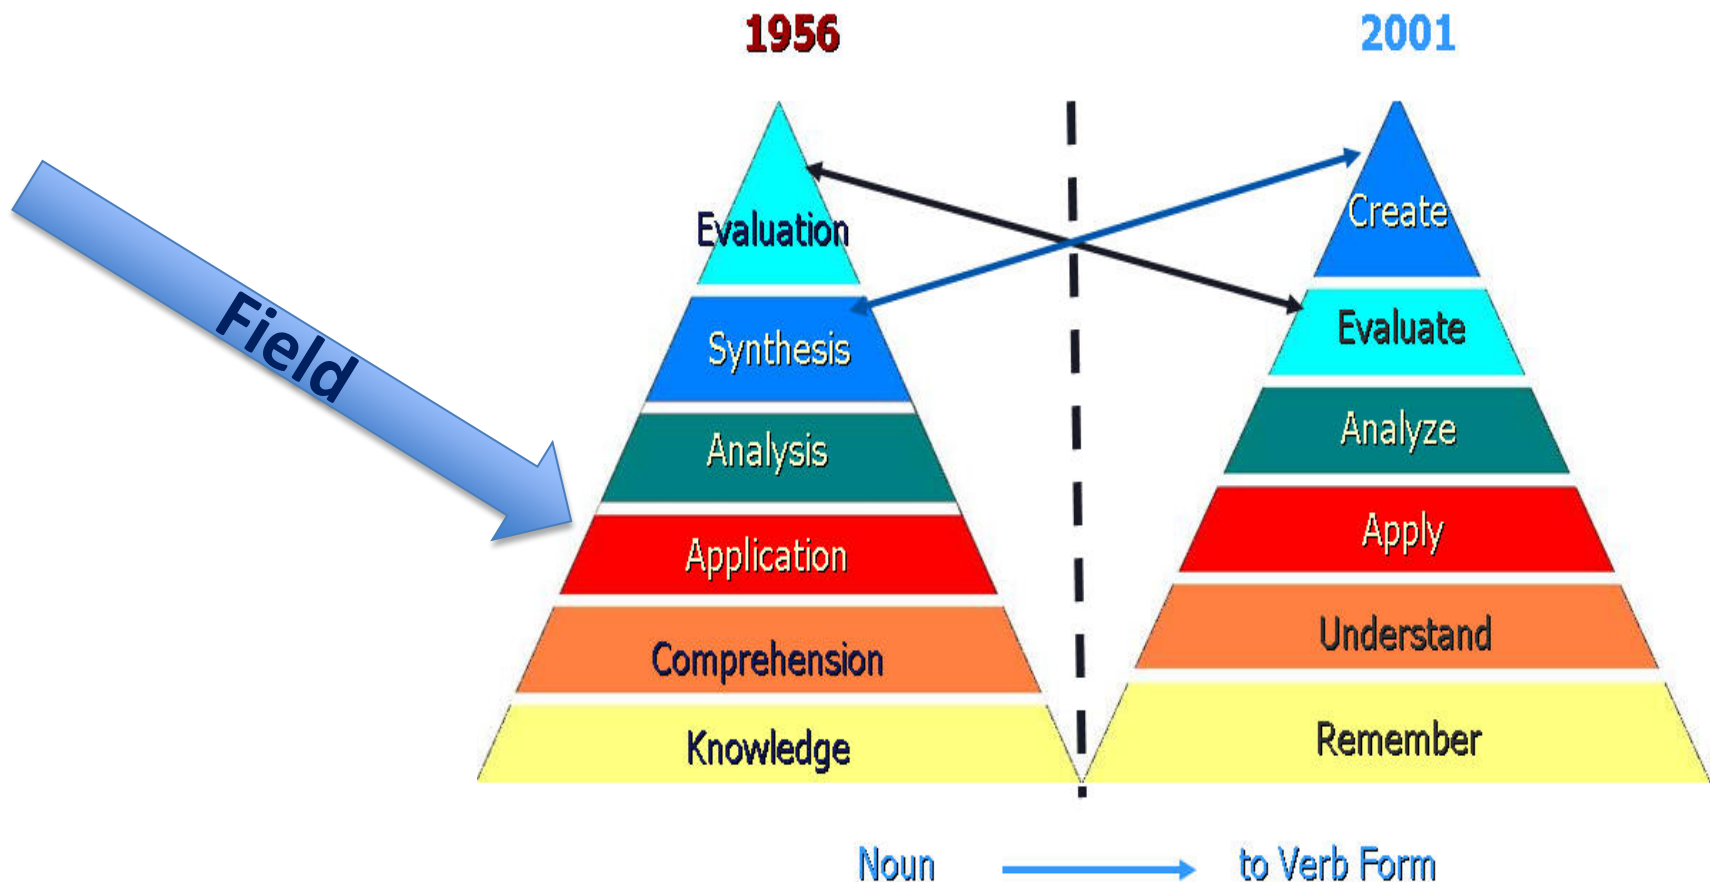 1956
2001
Field
Evaluation
Synthesis
Analysis
Application
Comprehension
Knowledge
Create
Evaluate
Analyze
Apply
Understand
Remember
Noun to Verb Form